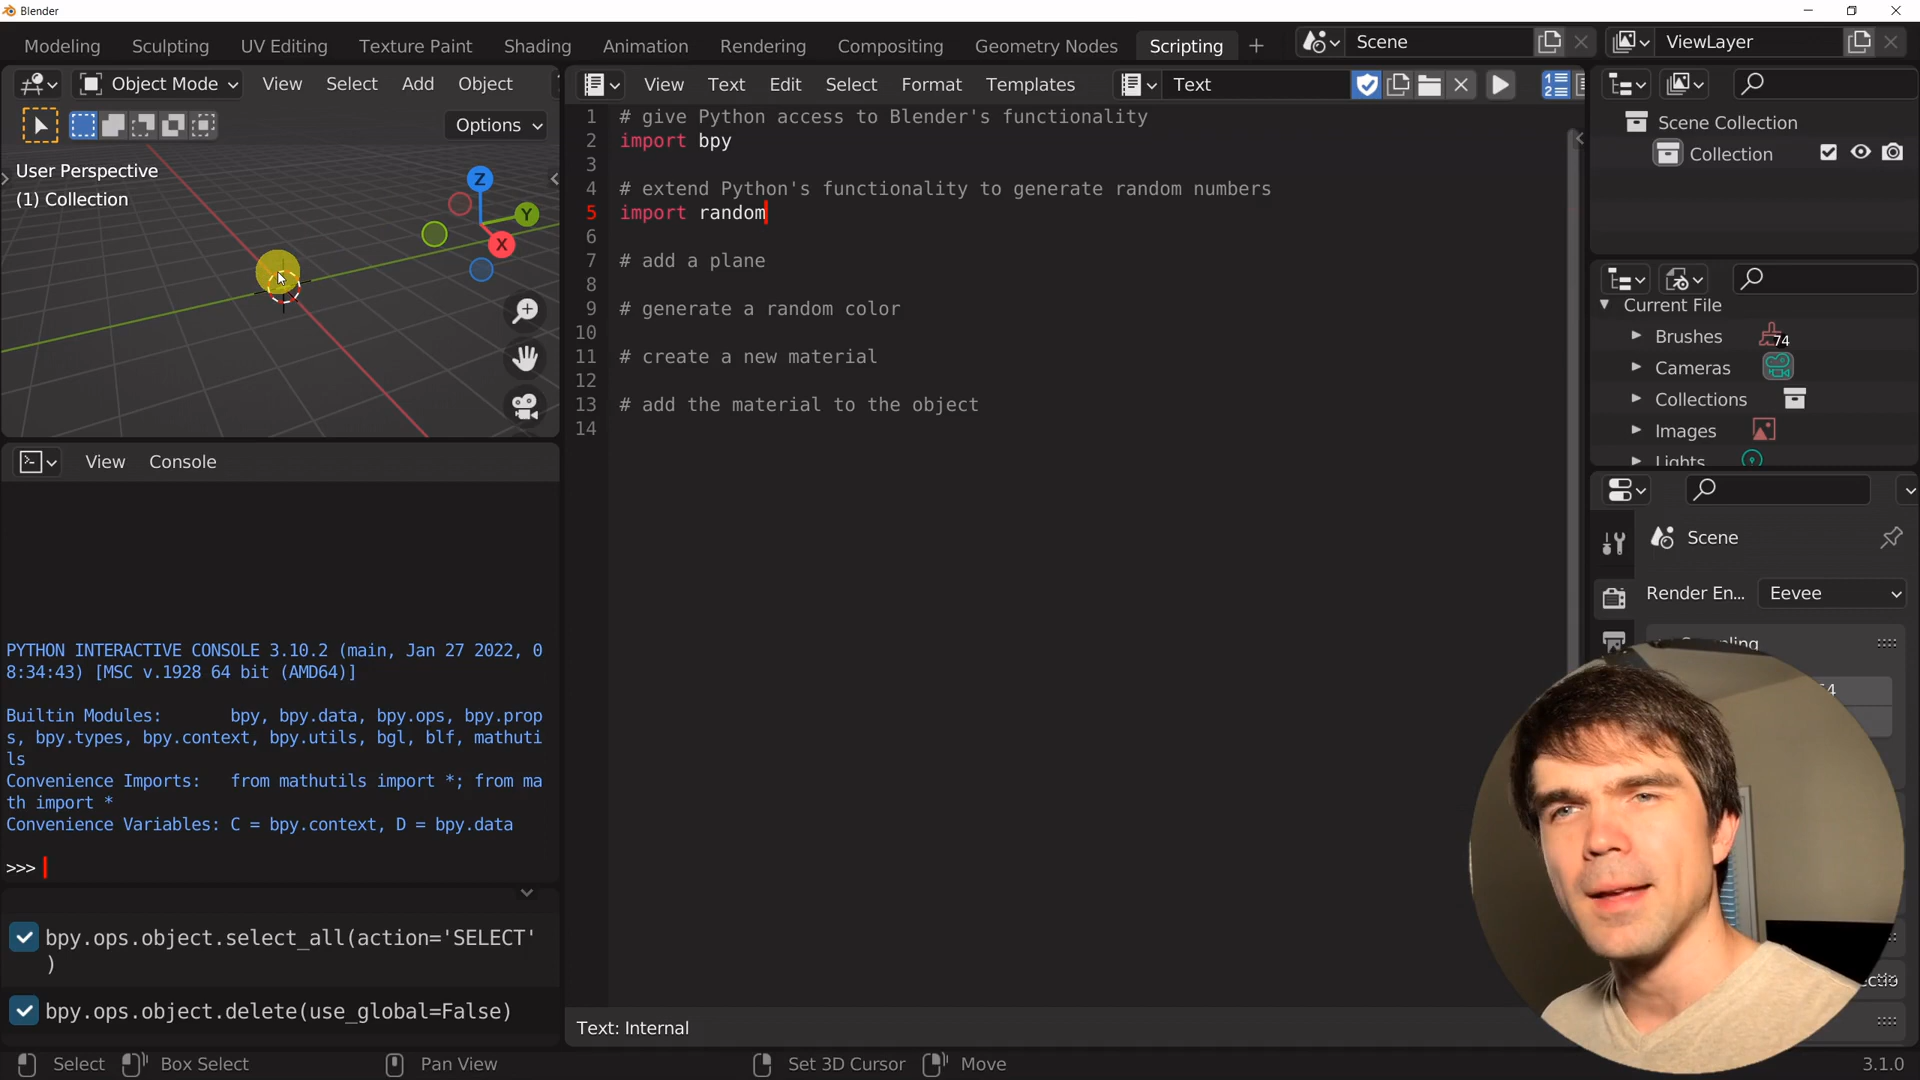 Blender
Modeling Sculpting UV Editing Texture Paint Shading Animation Rendering Compositing Geometry Nodes Scripting + Scene ViewLayer
Object Mode View Select Add Object
View Text Edit Select Format Templates Text
Options
User Perspective
(1) Collection
Z
Y
X
1 # give Python access to Blender's functionality
2 import bpy
3
4 # extend Python's functionality to generate random numbers
5 import random
6
7 # add a plane
8
9 # generate a random color
10
11 # create a new material
12
13 # add the material to the object
14
Text: Internal
View Console
PYTHON INTERACTIVE CONSOLE 3.10.2 (main, Jan 27 2022, 0
8:34:43) [MSC v.1928 64 bit (AMD64)]
Builtin Modules: bpy, bpy.data, bpy.ops, bpy.prop
s, bpy.types, bpy.context, bpy.utils, bgl, blf, mathuti
ls
Convenience Imports: from mathutils import *; from ma
th import *
Convenience Variables: C = bpy.context, D = bpy.data
>>>
bpy.ops.object.select_all(action='SELECT'
)
bpy.ops.object.delete(use_global=False)
Scene Collection
Collection
Current File
Brushes 74
Cameras
Collections
Images
Lights
Scene
Render En... Eevee
Select Box Select Pan View Set 3D Cursor Move 3.1.0